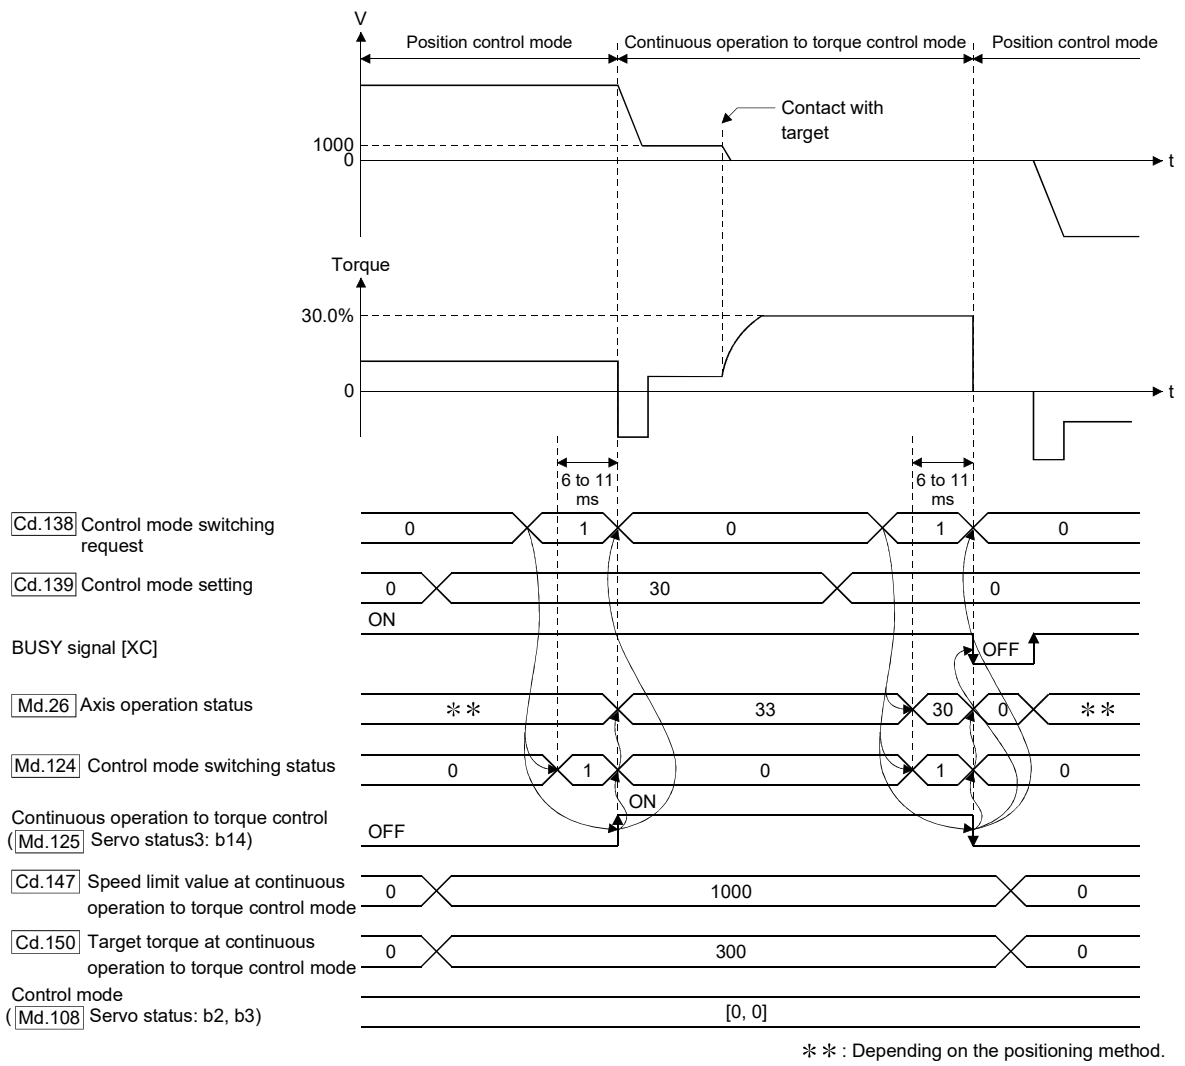 V
Position control mode
Continuous operation to torque control mode
Position control mode
Contact with
target
1000
0
t
Torque
30.0%
0
t
6 to 11
ms
6 to 11
ms
Cd.138 Control mode switching
request
0 1 0 1 0
Cd.139 Control mode setting
0 30 0
ON
BUSY signal [XC]
OFF
Md.26 Axis operation status
** 33 30 0 **
Md.124 Control mode switching status
0 1 0 1 0
ON
Continuous operation to torque control
(Md.125 Servo status3: b14)
OFF
Cd.147 Speed limit value at continuous
operation to torque control mode
0 1000 0
Cd.150 Target torque at continuous
operation to torque control mode
0 300 0
Control mode
(Md.108 Servo status: b2, b3)
[0, 0]
** : Depending on the positioning method.